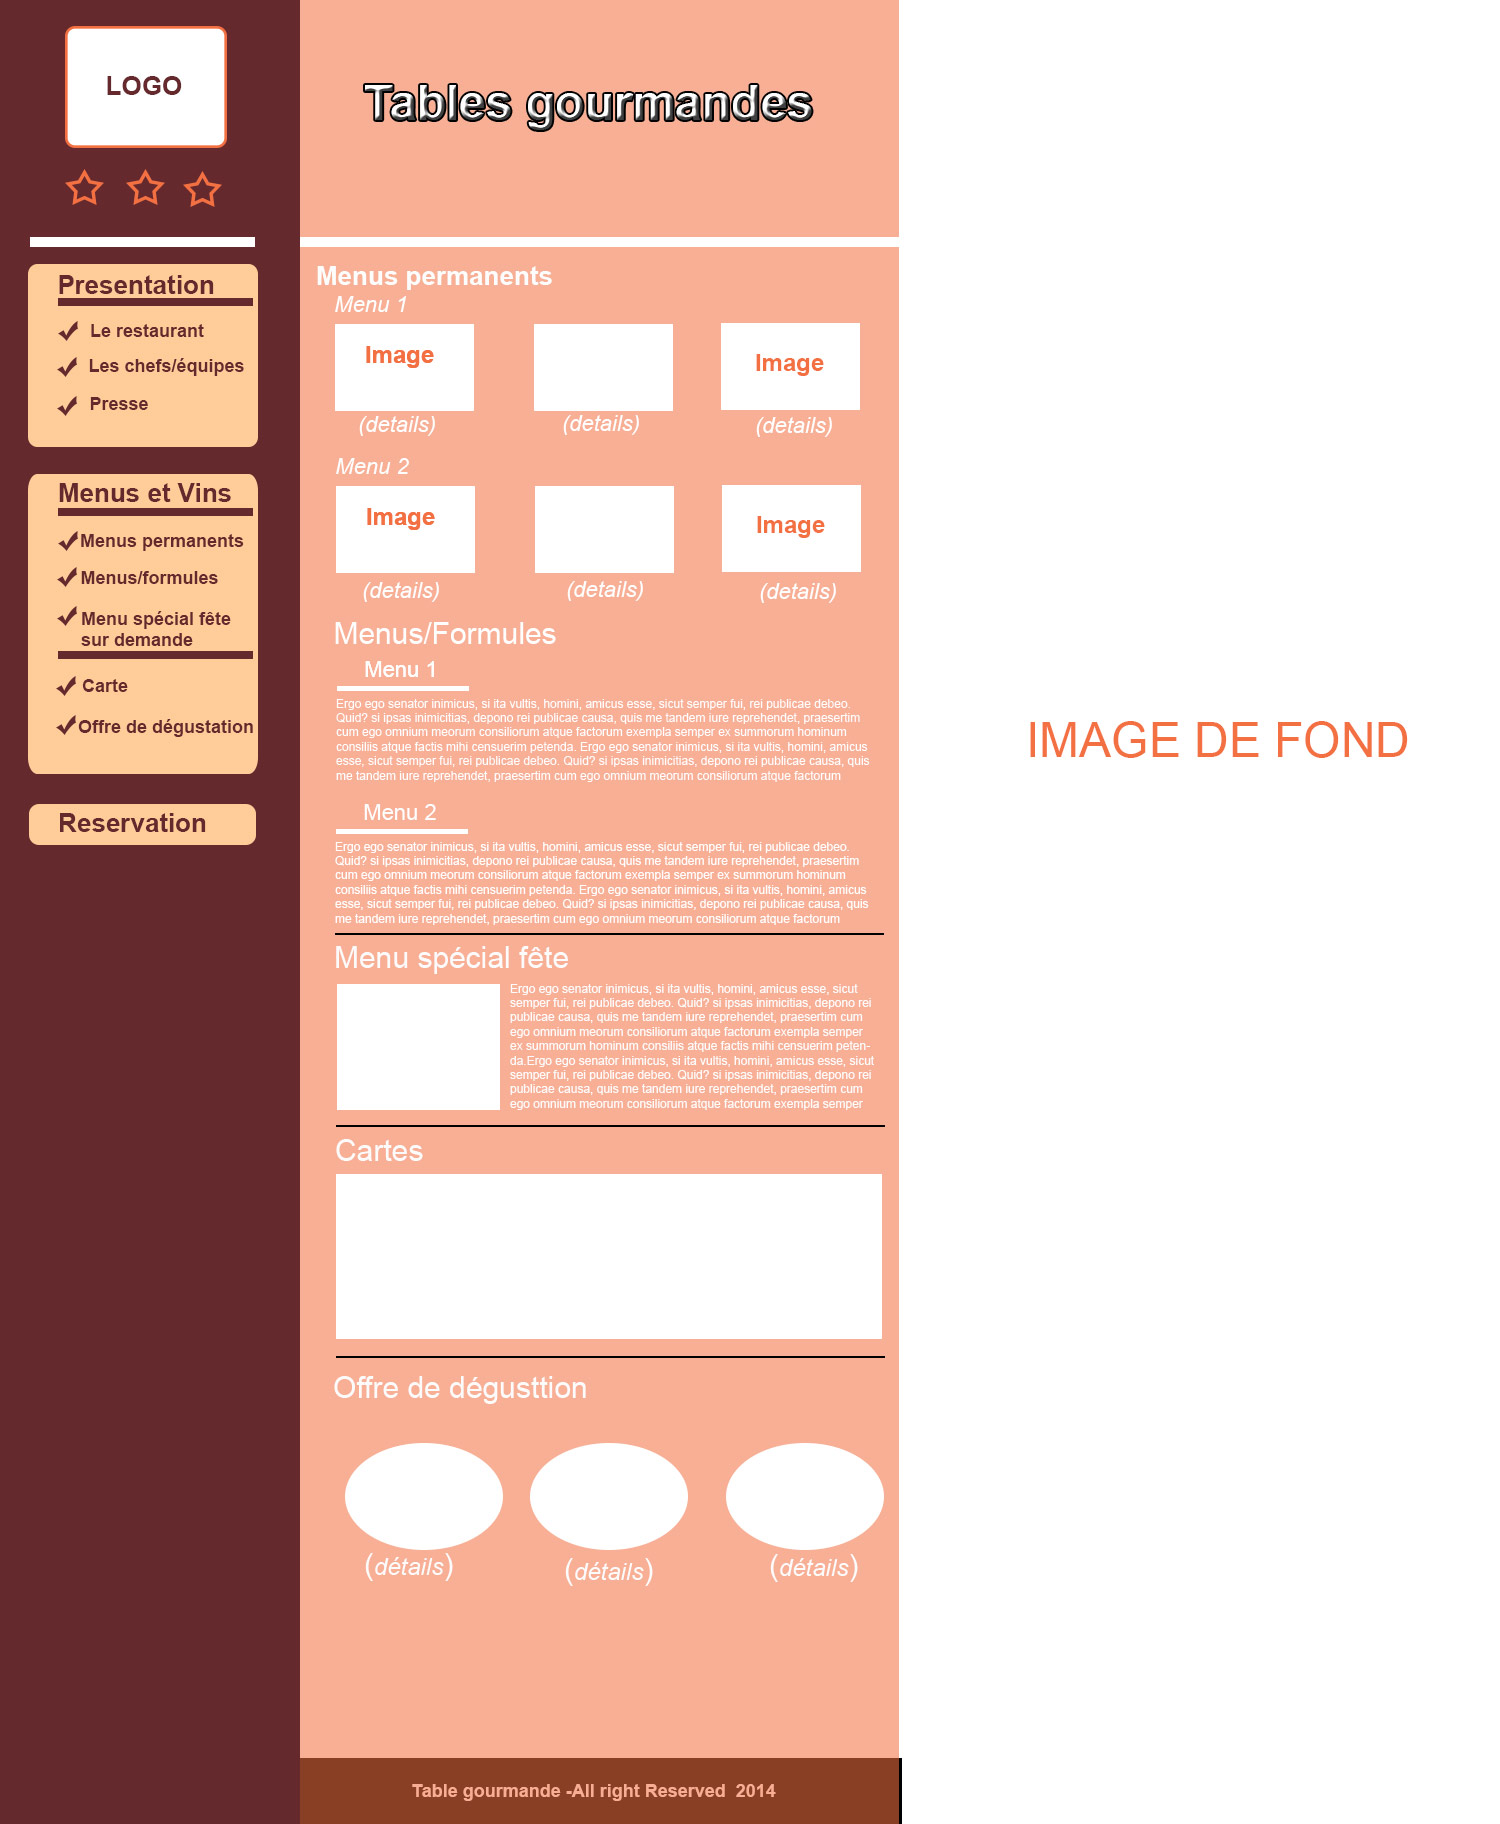 LOGO
Presentation
Le restaurant
Les chefs/équipes
Presse
Menus et Vins
Menus permanents
Menus/formules
Menu spécial fête
sur demande
Carte
Offre de dégustation
Reservation
Tables gourmandes
Menus permanents
Menu 1
Image
Image
(details)
(details)
(details)
Menu 2
Image
Image
(details)
(details)
(details)
Menus/Formules
Menu 1
Ergo ego senator inimicus, si ita vultis, homini, amicus esse, sicut semper fui, rei publicae debeo.
Quid? si ipsas inimicitias, depono rei publicae causa, quis me tandem iure reprehendet, praesertim
cum ego omnium meorum consiliorum atque factorum exempla semper ex summorum hominum
consiliis atque factis mihi censuerim petenda. Ergo ego senator inimicus, si ita vultis, homini, amicus
esse, sicut semper fui, rei publicae debeo. Quid? si ipsas inimicitias, depono rei publicae causa, quis
me tandem iure reprehendet, praesertim cum ego omnium meorum consiliorum atque factorum
Menu 2
Ergo ego senator inimicus, si ita vultis, homini, amicus esse, sicut semper fui, rei publicae debeo.
Quid? si ipsas inimicitias, depono rei publicae causa, quis me tandem iure reprehendet, praesertim
cum ego omnium meorum consiliorum atque factorum exempla semper ex summorum hominum
consiliis atque factis mihi censuerim petenda. Ergo ego senator inimicus, si ita vultis, homini, amicus
esse, sicut semper fui, rei publicae debeo. Quid? si ipsas inimicitias, depono rei publicae causa, quis
me tandem iure reprehendet, praesertim cum ego omnium meorum consiliorum atque factorum
Menu spécial fête
Ergo ego senator inimicus, si ita vultis, homini, amicus esse, sicut
semper fui, rei publicae debeo. Quid? si ipsas inimicitias, depono rei
publicae causa, quis me tandem iure reprehendet, praesertim cum
ego omnium meorum consiliorum atque factorum exempla semper
ex summorum hominum consiliis atque factis mihi censuerim peten-
da.Ergo ego senator inimicus, si ita vultis, homini, amicus esse, sicut
semper fui, rei publicae debeo. Quid? si ipsas inimicitias, depono rei
publicae causa, quis me tandem iure reprehendet, praesertim cum
ego omnium meorum consiliorum atque factorum exempla semper
Cartes
Offre de dégusttion
(détails)
(détails)
(détails)
Table gourmande -All right Reserved 2014
IMAGE DE FOND